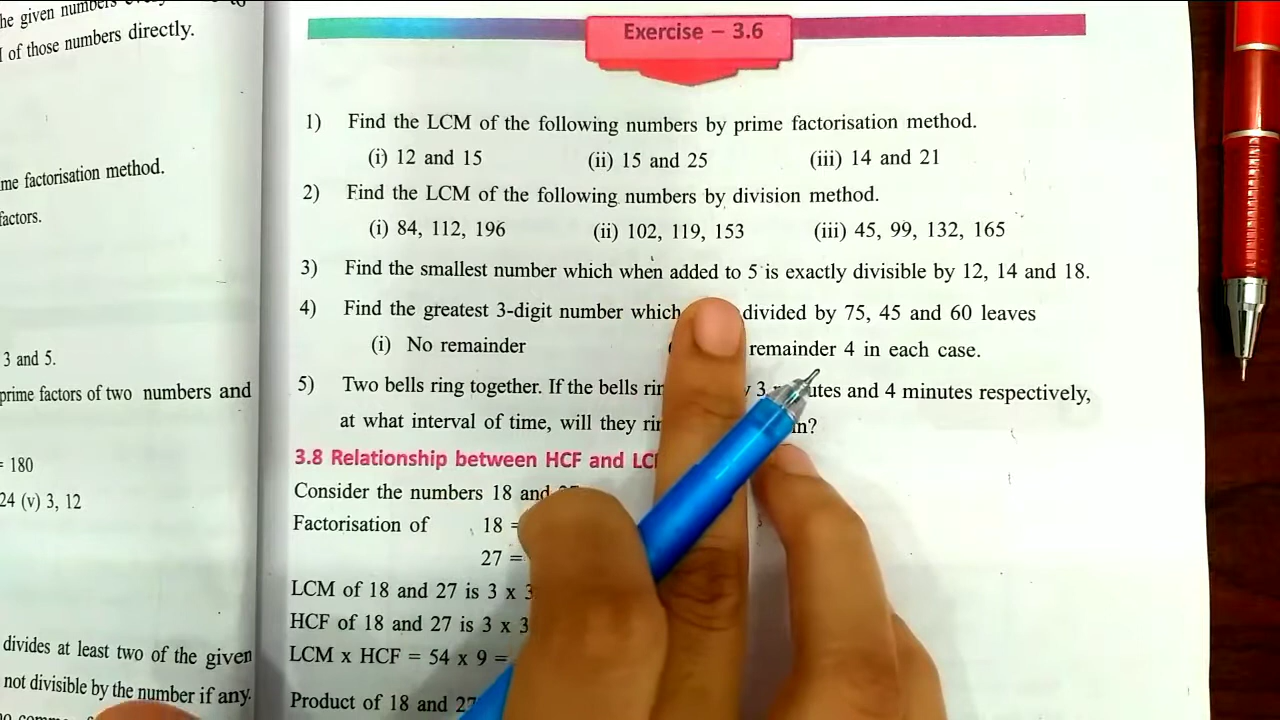 he given numbers
I of those numbers directly.
me factorisation method.
factors.
3 and 5.
prime factors of two numbers and
= 180
24 (v) 3, 12
divides at least two of the given
not divisible by the number if any.
Exercise – 3.6
1) Find the LCM of the following numbers by prime factorisation method.
(i) 12 and 15 (ii) 15 and 25 (iii) 14 and 21
2) Find the LCM of the following numbers by division method.
(i) 84, 112, 196 (ii) 102, 119, 153 (iii) 45, 99, 132, 165
3) Find the smallest number which when added to 5 is exactly divisible by 12, 14 and 18.
4) Find the greatest 3-digit number which divided by 75, 45 and 60 leaves
(i) No remainder remainder 4 in each case.
5) Two bells ring together. If the bells 3 and 4 minutes respectively,
at what interval of time, will they
3.8 Relationship between HCF and
Consider the numbers 18 and
Factorisation of 18 =
27 =
LCM of 18 and 27 is 3 x 3
HCF of 18 and 27 is 3 x 3
LCM x HCF = 54 x 9 =
Product of 18 and 27